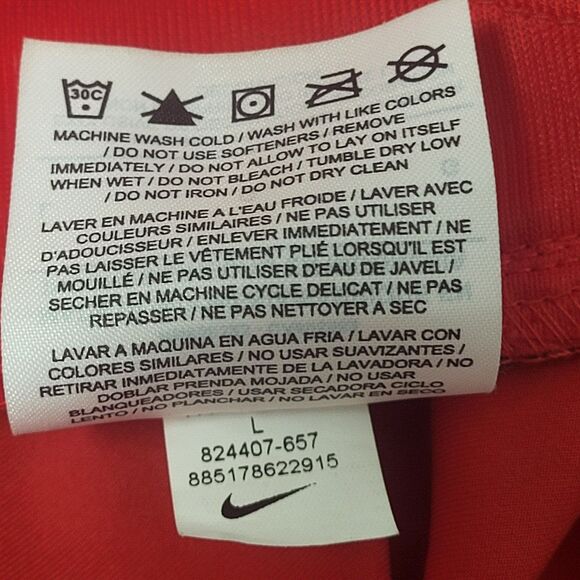 30C
MACHINE WASH COLD / WASH WITH LIKE COLORS
/ DO NOT USE SOFTENERS / REMOVE
IMMEDIATELY / DO NOT ALLOW TO LAY ON ITSELF
WHEN WET / DO NOT BLEACH / TUMBLE DRY LOW
/ DO NOT IRON / DO NOT DRY CLEAN
LAVER EN MACHINE A L'EAU FROIDE / LAVER AVEC
COULEURS SIMILAIRES / NE PAS UTILISER
D'ADOUCISSEUR / ENLEVER IMMEDIATEMENT / NE
PAS LAISSER LE VÊTEMENT PLIÉ LORSQU'IL EST
MOUILLÉ / NE PAS UTILISER D'EAU DE JAVEL /
SECHER EN MACHINE CYCLE DELICAT / NE PAS
REPASSER / NE PAS NETTOYER A SEC
LAVAR A MAQUINA EN AGUA FRIA / LAVAR CON
COLORES SIMILARES / NO USAR SUAVIZANTES /
RETIRAR INMEDIATAMENTE DE LA LAVADORA / NO
DOBLAR PRENDA MOJADA / NO USAR
BLANQUEADORES / USAR SECADORA CICLO
LENTO / NO PLANCHAR / NO LAVAR EN SECO
L
824407-657
885178622915